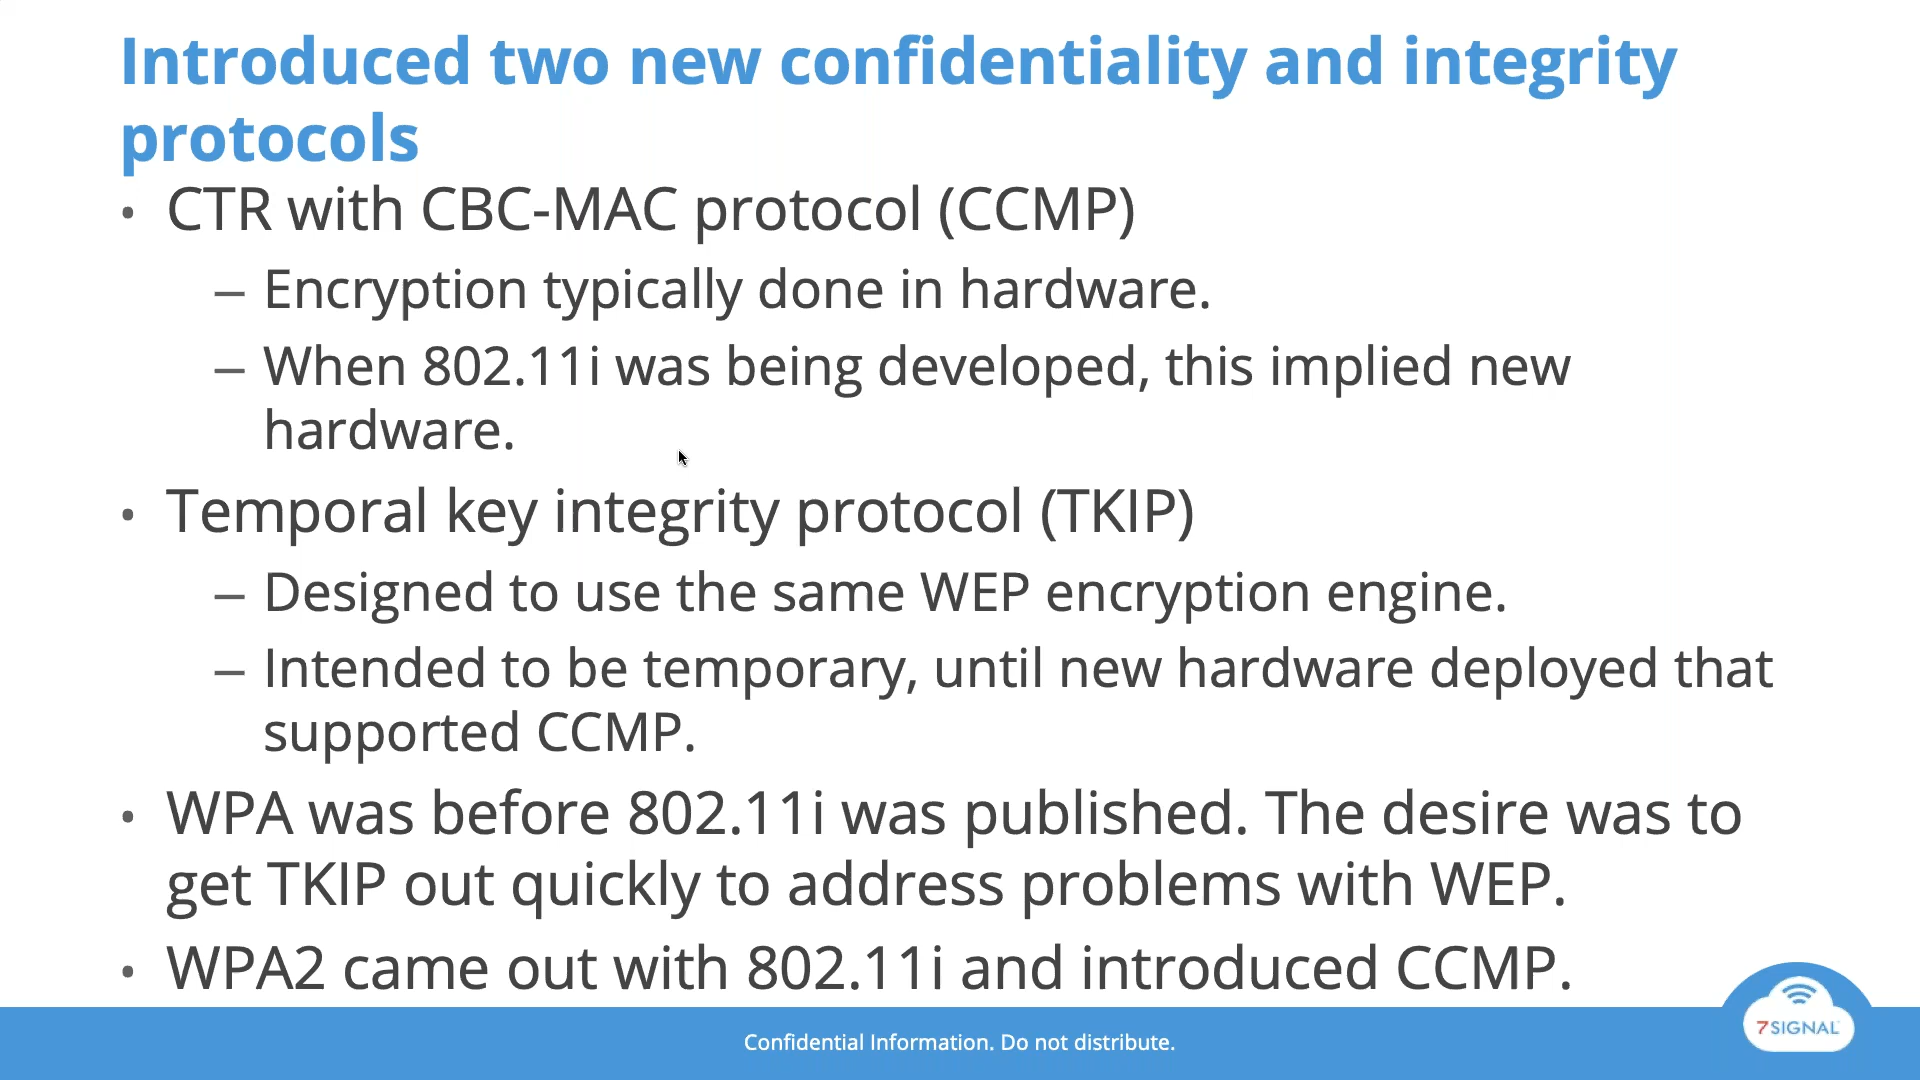 Introduced two new confidentiality and integrity
protocols
• CTR with CBC-MAC protocol (CCMP)
– Encryption typically done in hardware.
– When 802.11i was being developed, this implied new
hardware.
• Temporal key integrity protocol (TKIP)
– Designed to use the same WEP encryption engine.
– Intended to be temporary, until new hardware deployed that
supported CCMP.
• WPA was before 802.11i was published. The desire was to
get TKIP out quickly to address problems with WEP.
• WPA2 came out with 802.11i and introduced CCMP.
Confidential Information. Do not distribute.
7SIGNAL